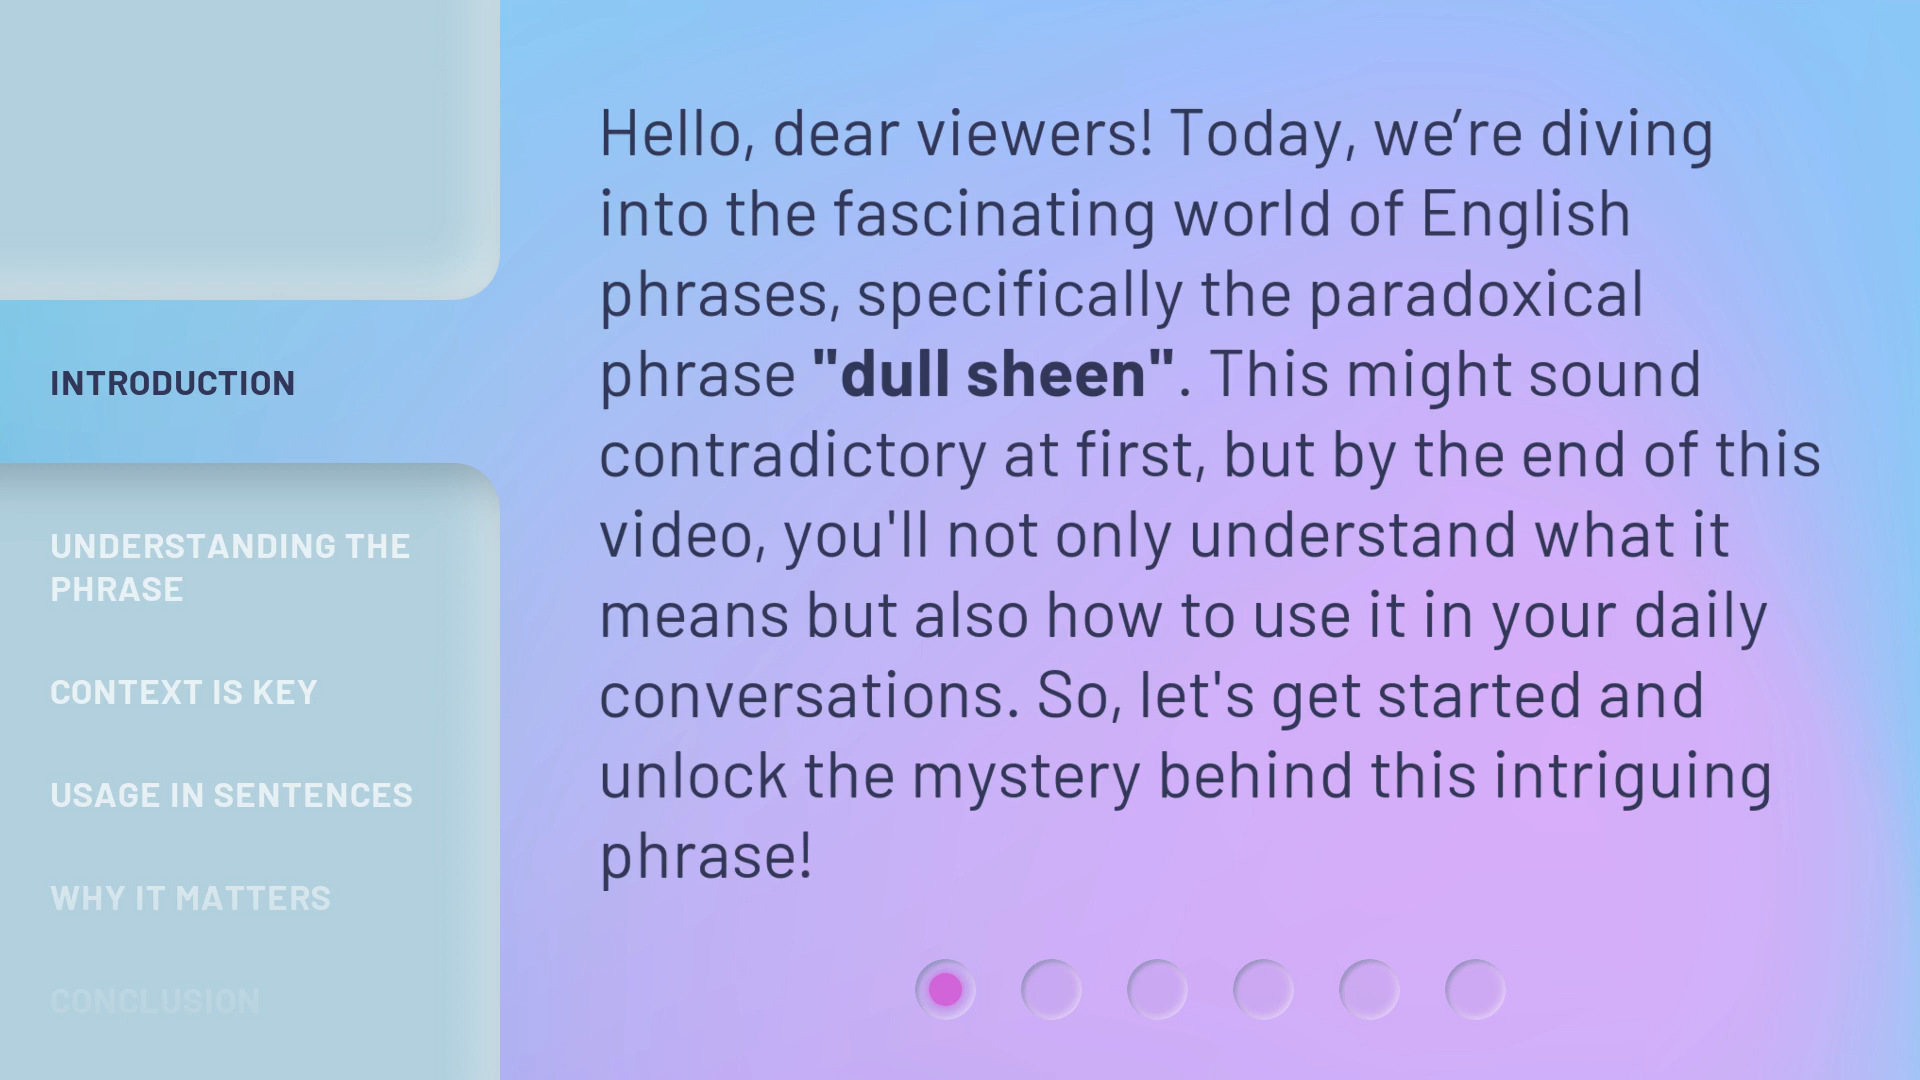 INTRODUCTION
UNDERSTANDING THE
PHRASE
CONTEXT IS KEY
USAGE IN SENTENCES
WHY IT MATTERS
CONCLUSION
Hello, dear viewers! Today, we’re diving
into the fascinating world of English
phrases, specifically the paradoxical
phrase "dull sheen". This might sound
contradictory at first, but by the end of this
video, you'll not only understand what it
means but also how to use it in your daily
conversations. So, let's get started and
unlock the mystery behind this intriguing
phrase!